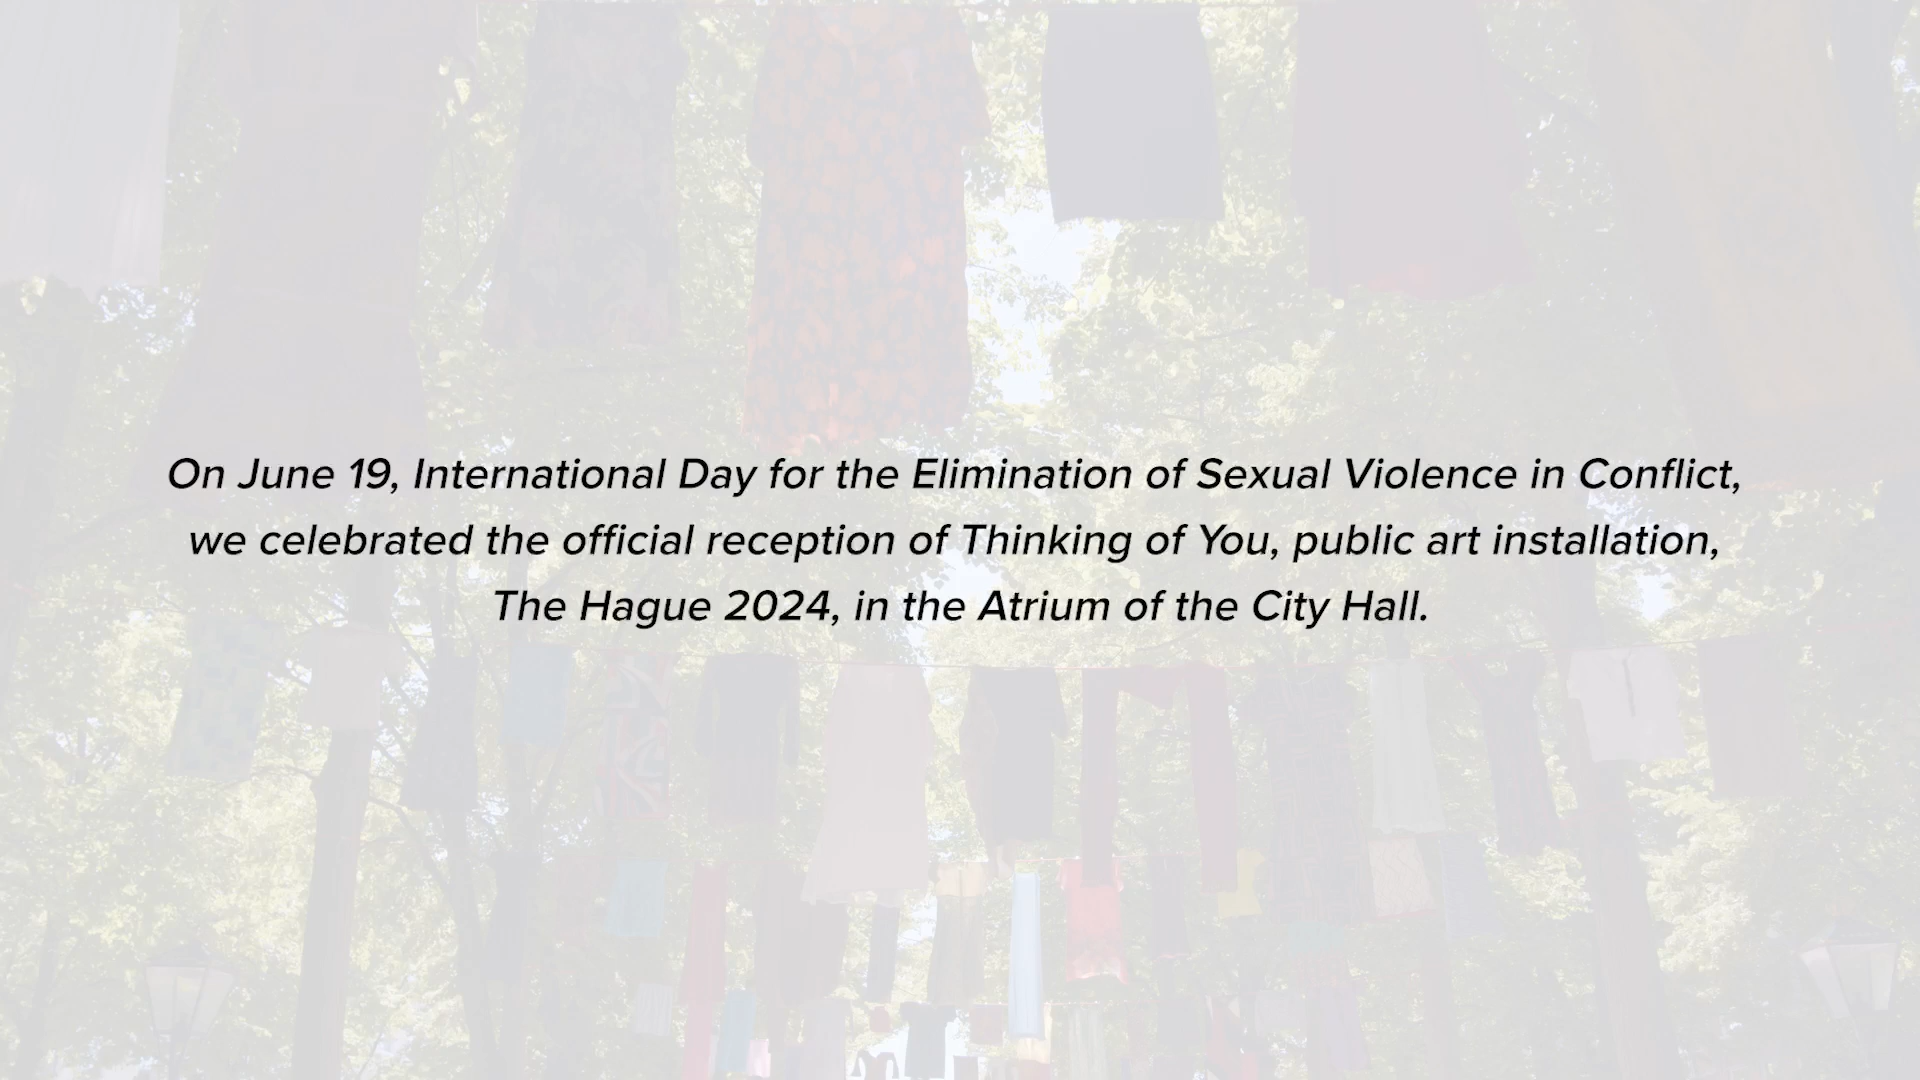 On June 19, International Day for the Elimination of Sexual Violence in Conflict,
we celebrated the official reception of Thinking of You, public art installation,
The Hague 2024, in the Atrium of the City Hall.